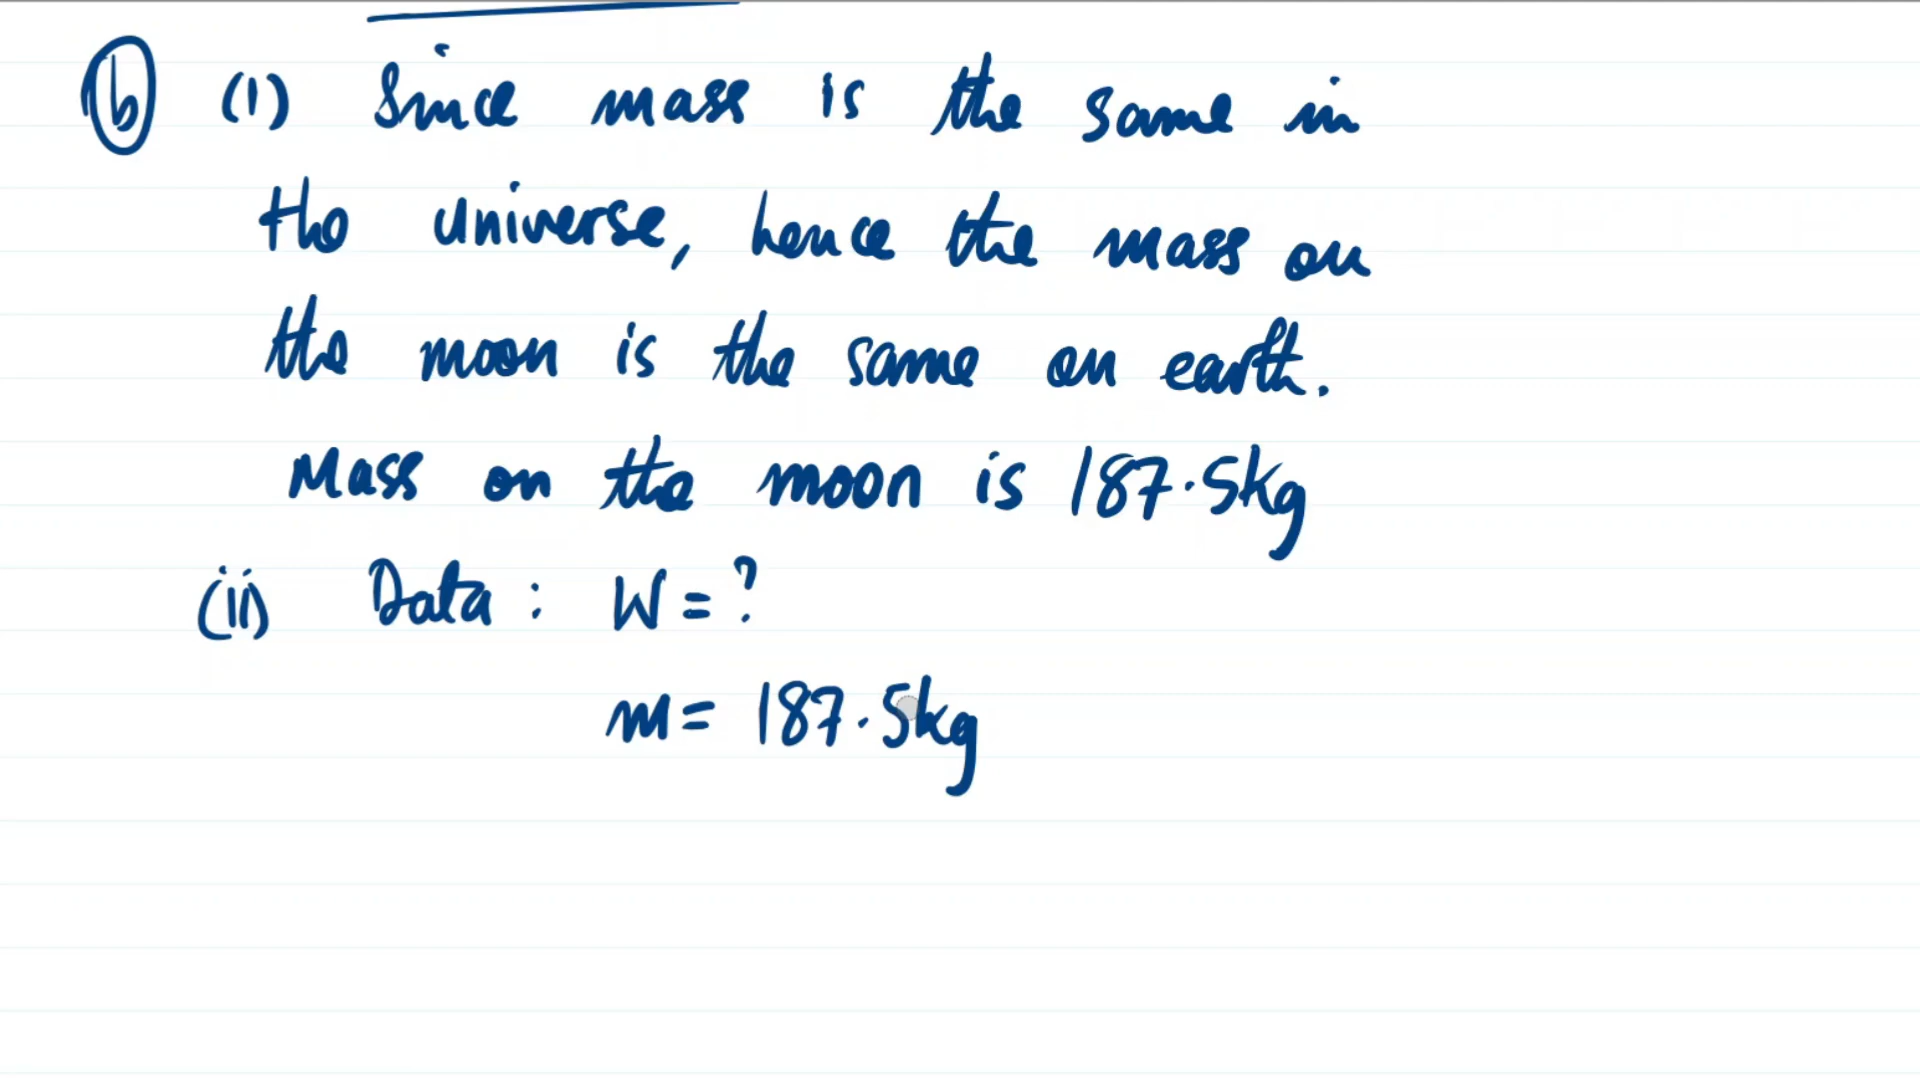 b (i) Since mass is the same in
the universe, hence the mass on
the moon is the same on earth.
Mass on the moon is 187.5kg
(ii) Data : W = ?
m = 187.5kg